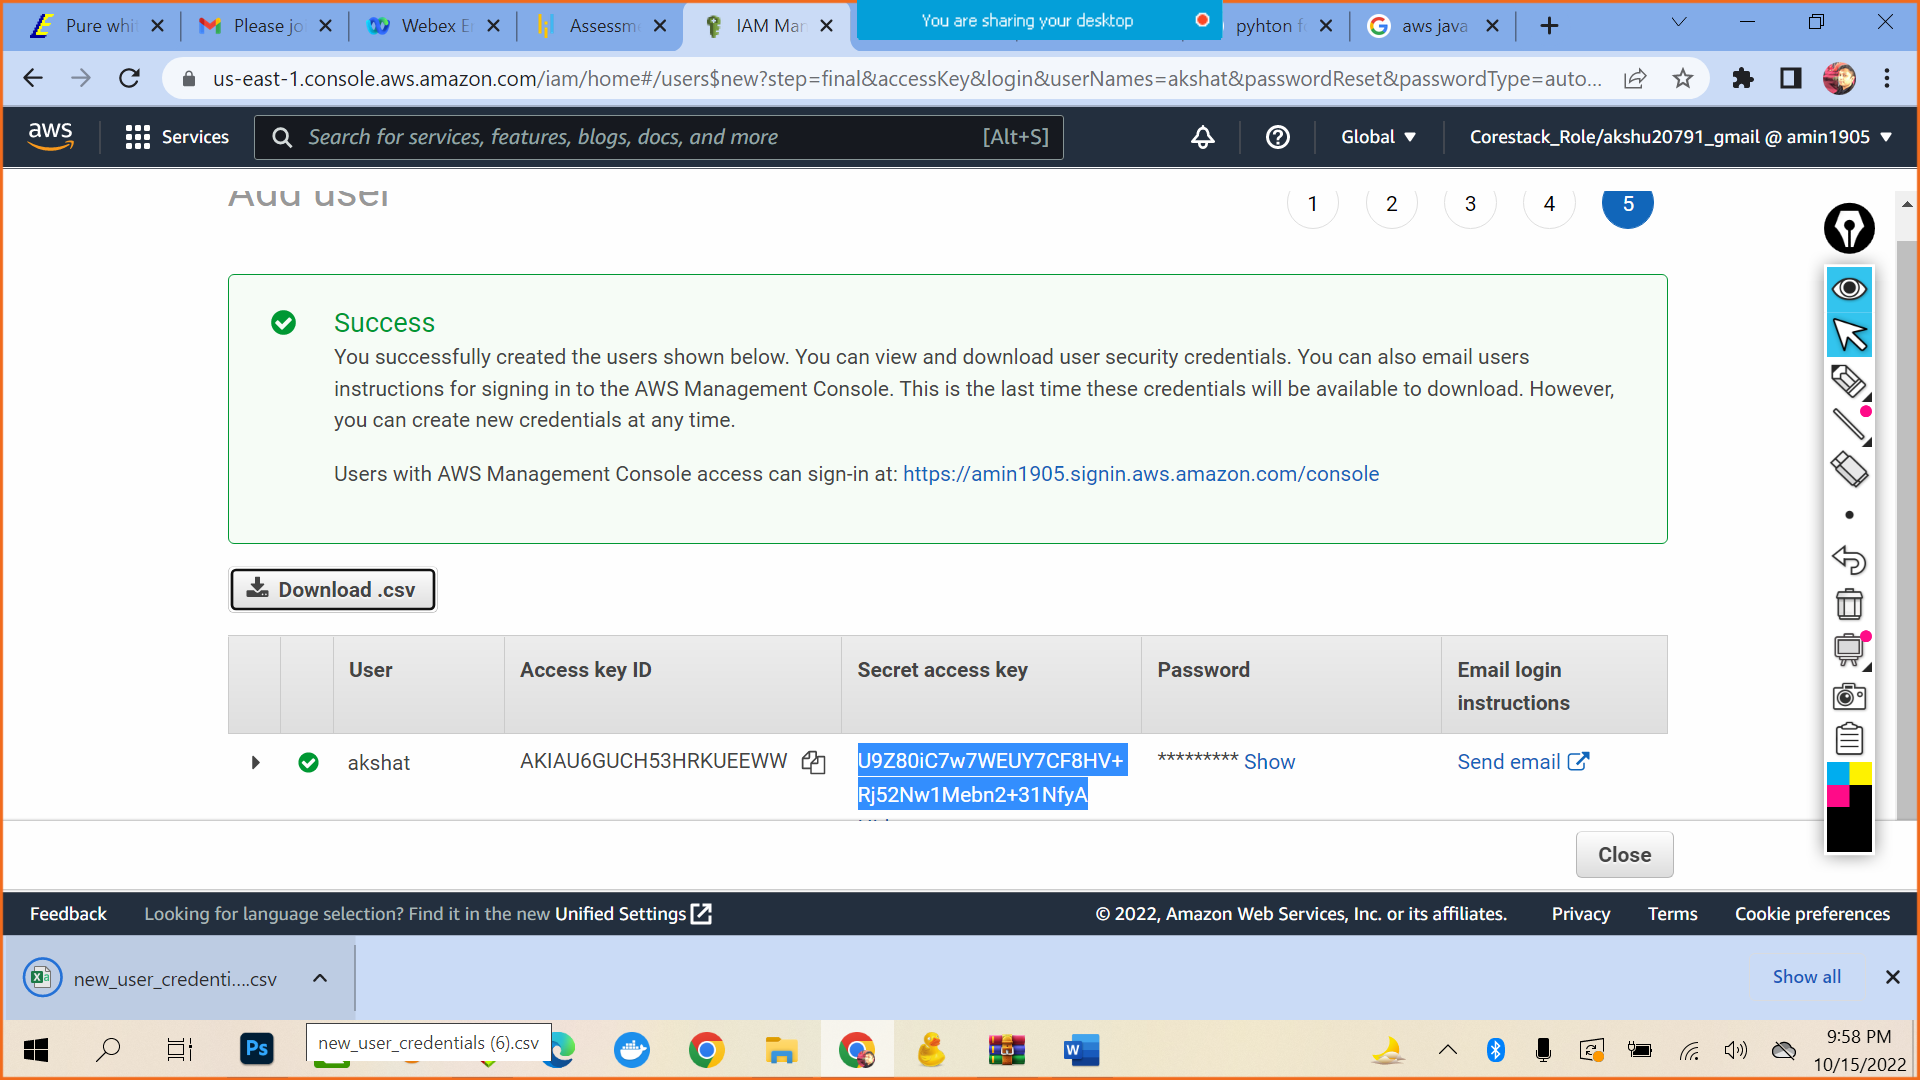 Pure whi
Please jo
Webex E
Assessm
IAM Man
You are sharing your desktop
pyhton f
aws java
us-east-1.console.aws.amazon.com/iam/home#/users$new?step=final&accessKey&login&userNames=akshat&passwordReset&passwordType=auto...
aws
Services
Search for services, features, blogs, docs, and more
[Alt+S]
Global
Corestack_Role/akshu20791_gmail @ amin1905
Add user
1 2 3 4 5
Success
You successfully created the users shown below. You can view and download user security credentials. You can also email users
instructions for signing in to the AWS Management Console. This is the last time these credentials will be available to download. However,
you can create new credentials at any time.
Users with AWS Management Console access can sign-in at: https://amin1905.signin.aws.amazon.com/console
Download .csv
User
Access key ID
Secret access key
Password
Email login
instructions
akshat
AKIAU6GUCH53HRKUEEWW
U9Z80iC7w7WEUY7CF8HV+
Rj52Nw1Mebn2+31NfyA
********* Show
Send email
Close
Feedback
Looking for language selection? Find it in the new Unified Settings
© 2022, Amazon Web Services, Inc. or its affiliates.
Privacy
Terms
Cookie preferences
new_user_credenti....csv
Show all
Ps
new_user_credentials (6).csv
W
9:58 PM
10/15/2022